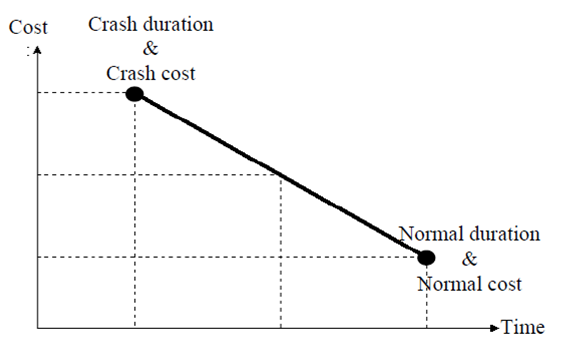 Cost
Crash duration
&
Crash cost
Normal duration
&
Normal cost
Time